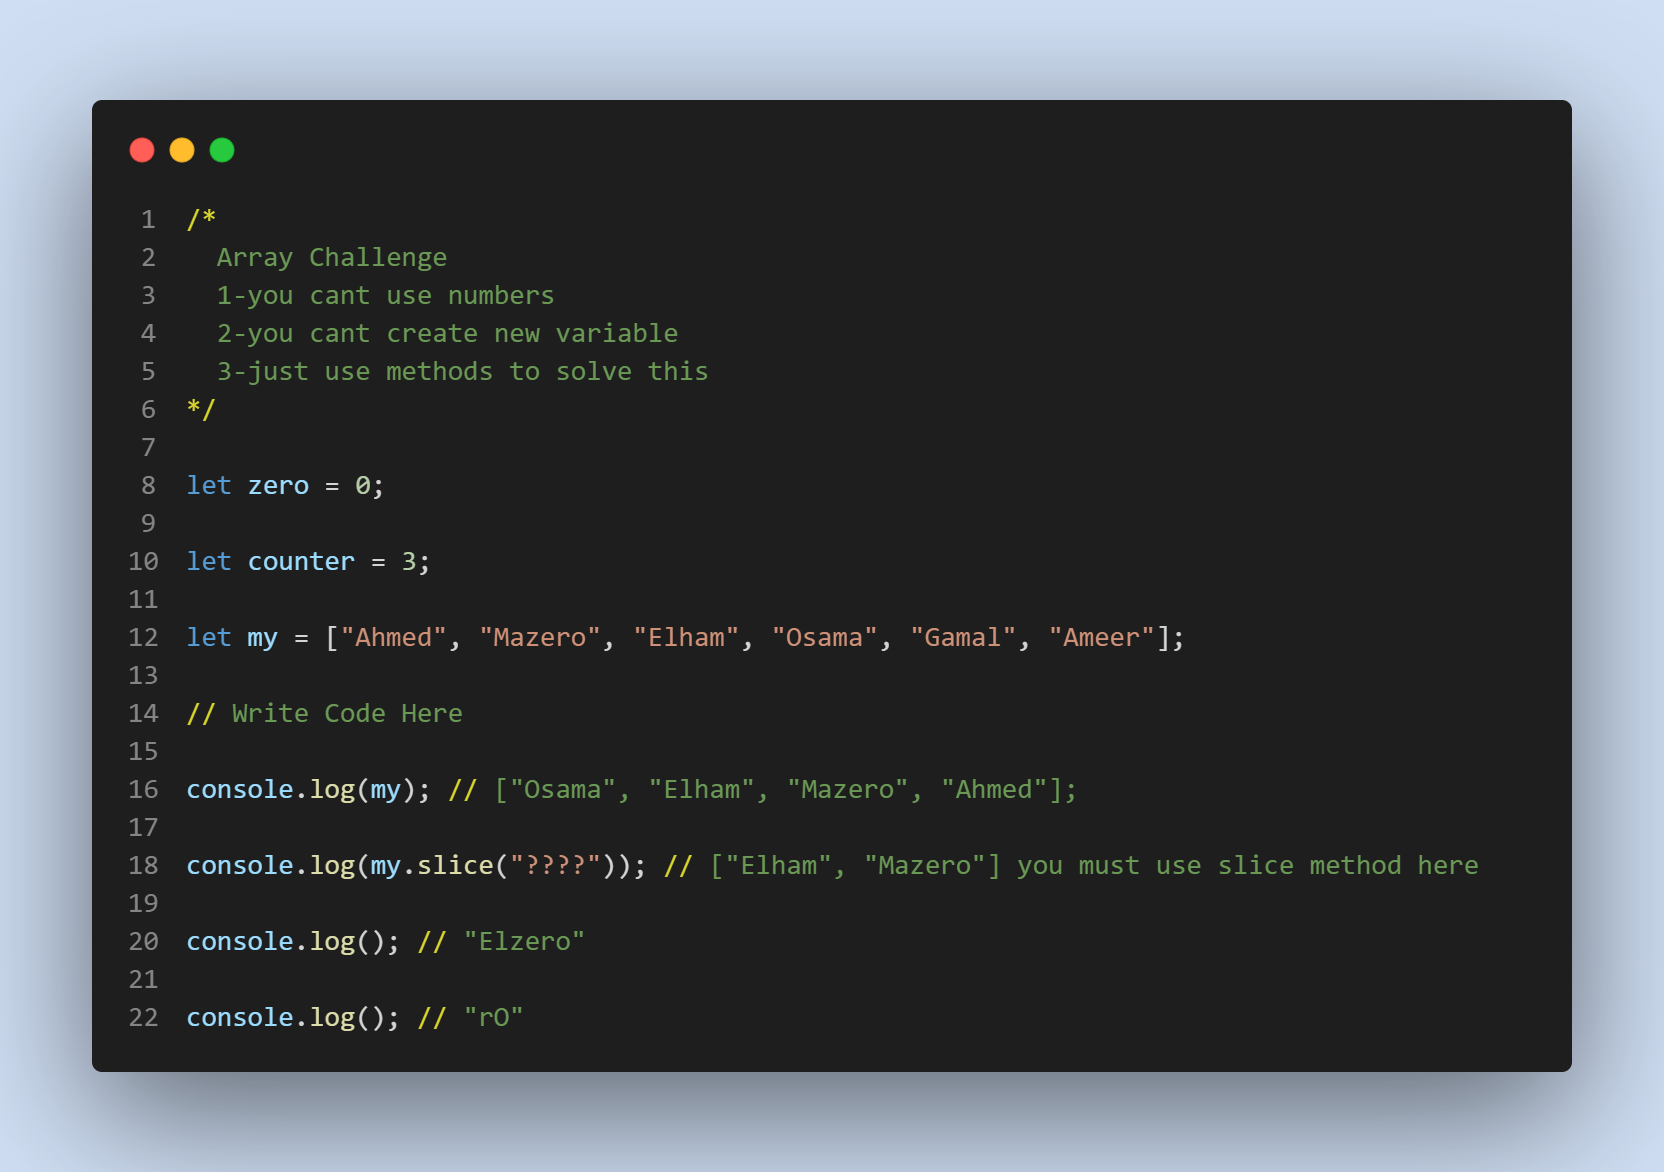 1 /*
2 Array Challenge
3 1-you cant use numbers
4 2-you cant create new variable
5 3-just use methods to solve this
6 */
7
8 let zero = 0;
9
10 let counter = 3;
11
12 let my = ["Ahmed", "Mazero", "Elham", "Osama", "Gamal", "Ameer"];
13
14 // Write Code Here
15
16 console.log(my); // ["Osama", "Elham", "Mazero", "Ahmed"];
17
18 console.log(my.slice("????")); // ["Elham", "Mazero"] you must use slice method here
19
20 console.log(); // "Elzero"
21
22 console.log(); // "rO"